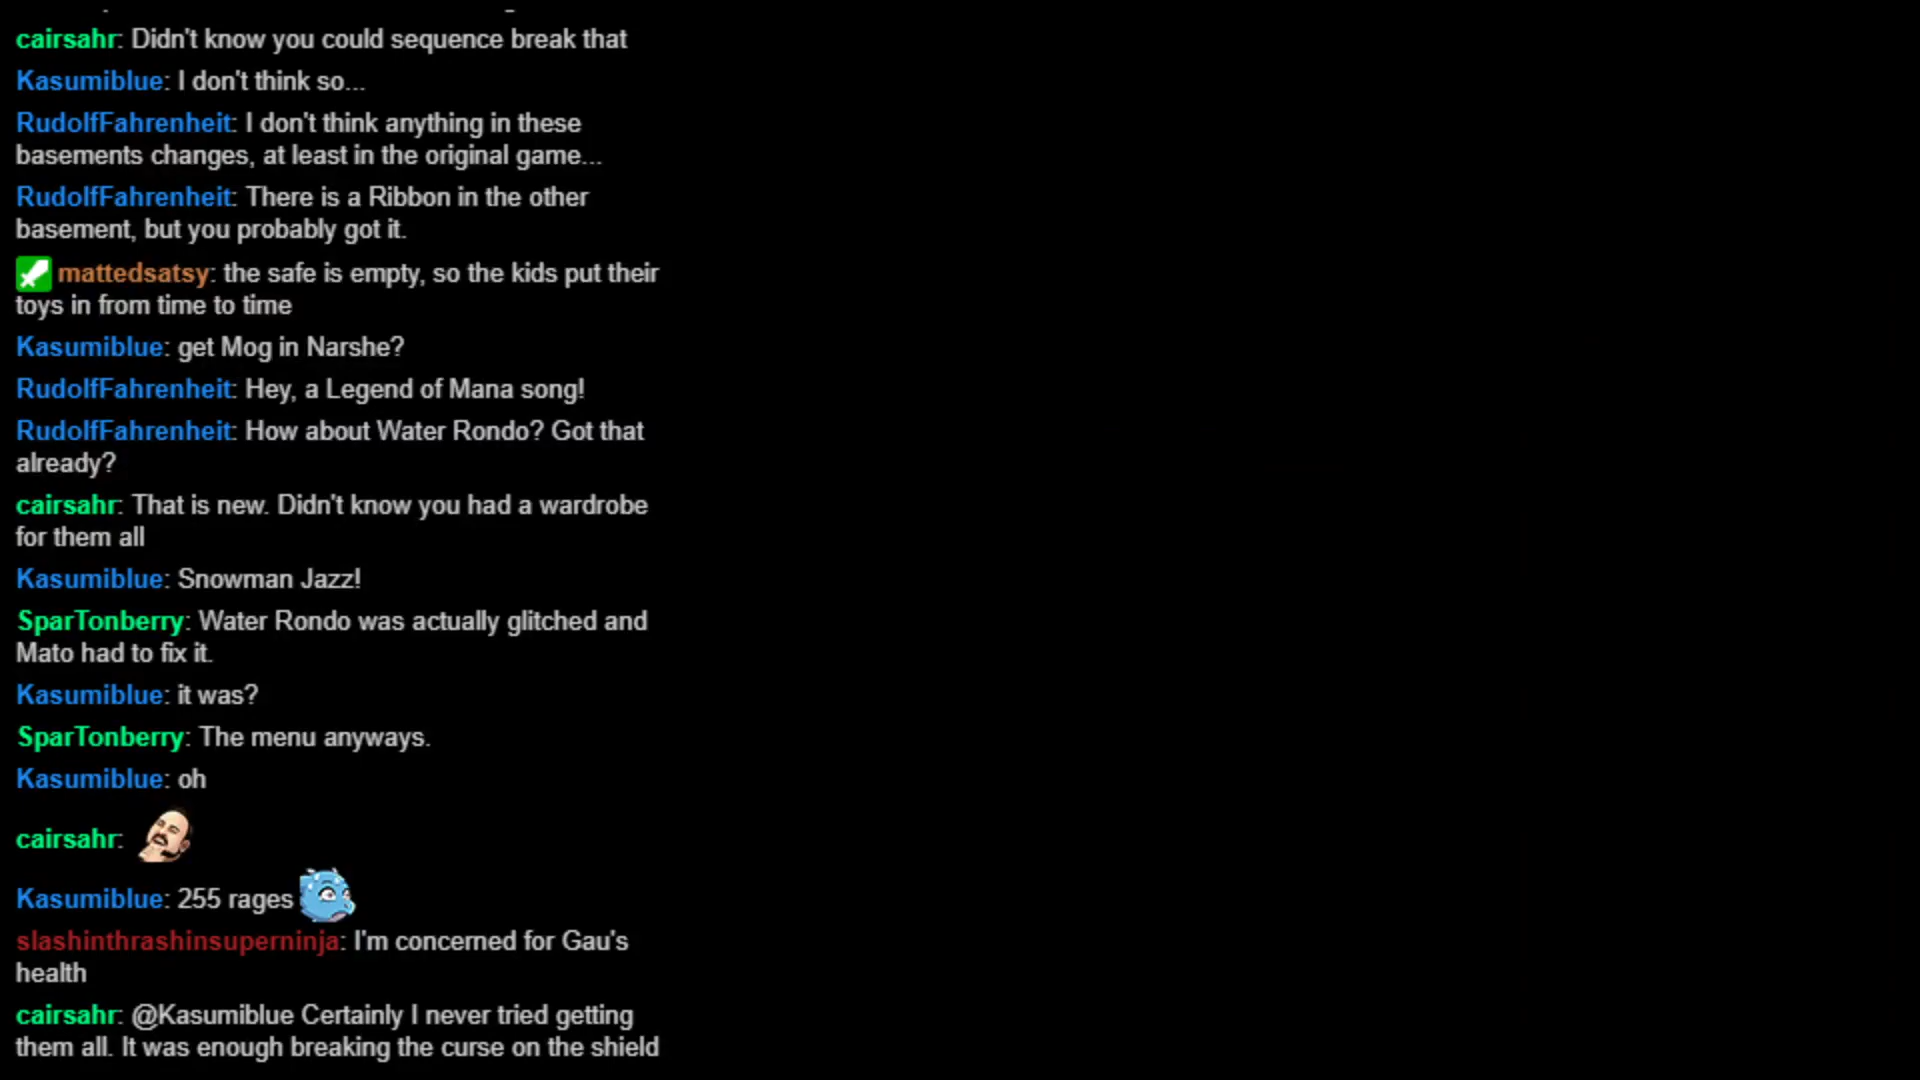 cairsahr: Didn't know you could sequence break that
Kasumiblue: I don't think so...
RudolfFahrenheit: I don't think anything in these
basements changes, at least in the original game...
RudolfFahrenheit: There is a Ribbon in the other
basement, but you probably got it.
mattedsatsy: the safe is empty, so the kids put their
toys in from time to time
Kasumiblue: get Mog in Narshe?
RudolfFahrenheit: Hey, a Legend of Mana song!
RudolfFahrenheit: How about Water Rondo? Got that
already?
cairsahr: That is new. Didn't know you had a wardrobe
for them all
Kasumiblue: Snowman Jazz!
SparTonberry: Water Rondo was actually glitched and
Mato had to fix it.
Kasumiblue: it was?
SparTonberry: The menu anyways.
Kasumiblue: oh
cairsahr:
Kasumiblue: 255 rages
slashinthrashinsuperninja: I'm concerned for Gau's
health
cairsahr: @Kasumiblue Certainly I never tried getting
them all. It was enough breaking the curse on the shield